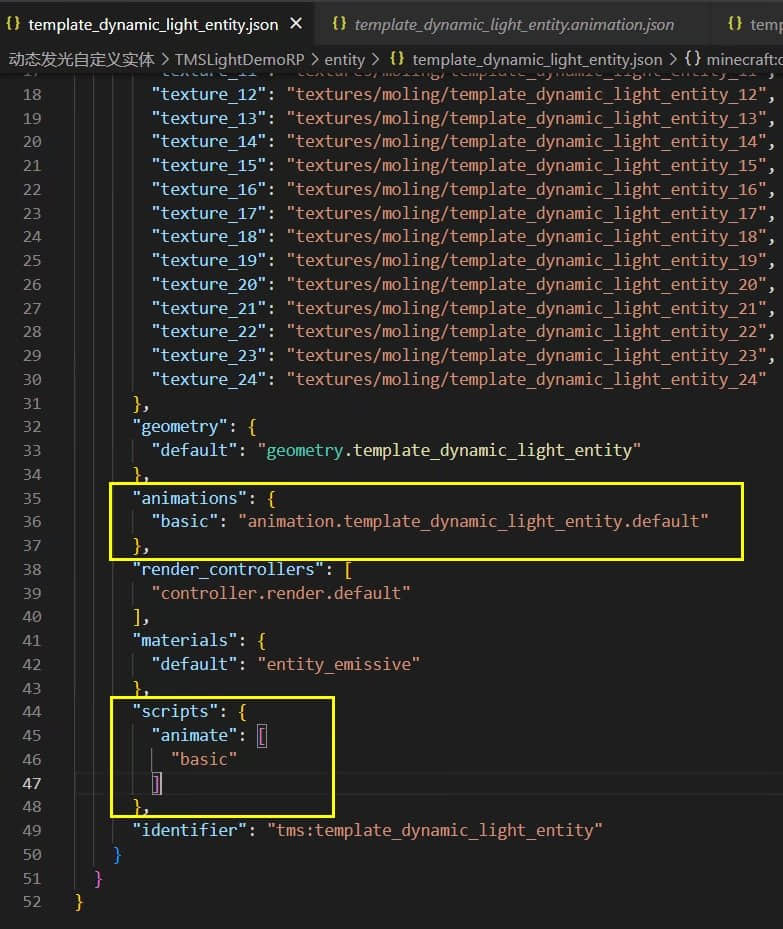 {} template_dynamic_light_entity.json ×
{} template_dynamic_light_entity.animation.json
{} temp
动态发光自定义实体 > TMSLightDemoRP > entity > {} template_dynamic_light_entity.json > {} minecraft:c
17 "texture_11": "textures/moling/template_dynamic_light_entity_11",
18 "texture_12": "textures/moling/template_dynamic_light_entity_12",
19 "texture_13": "textures/moling/template_dynamic_light_entity_13",
20 "texture_14": "textures/moling/template_dynamic_light_entity_14",
21 "texture_15": "textures/moling/template_dynamic_light_entity_15",
22 "texture_16": "textures/moling/template_dynamic_light_entity_16",
23 "texture_17": "textures/moling/template_dynamic_light_entity_17",
24 "texture_18": "textures/moling/template_dynamic_light_entity_18",
25 "texture_19": "textures/moling/template_dynamic_light_entity_19",
26 "texture_20": "textures/moling/template_dynamic_light_entity_20",
27 "texture_21": "textures/moling/template_dynamic_light_entity_21",
28 "texture_22": "textures/moling/template_dynamic_light_entity_22",
29 "texture_23": "textures/moling/template_dynamic_light_entity_23",
30 "texture_24": "textures/moling/template_dynamic_light_entity_24"
31 },
32 "geometry": {
33 "default": "geometry.template_dynamic_light_entity"
34 },
35 "animations": {
36 "basic": "animation.template_dynamic_light_entity.default"
37 },
38 "render_controllers": [
39 "controller.render.default"
40 ],
41 "materials": {
42 "default": "entity_emissive"
43 },
44 "scripts": {
45 "animate": [
46 "basic"
47 ]
48 },
49 "identifier": "tms:template_dynamic_light_entity"
50 }
51 }
52 }